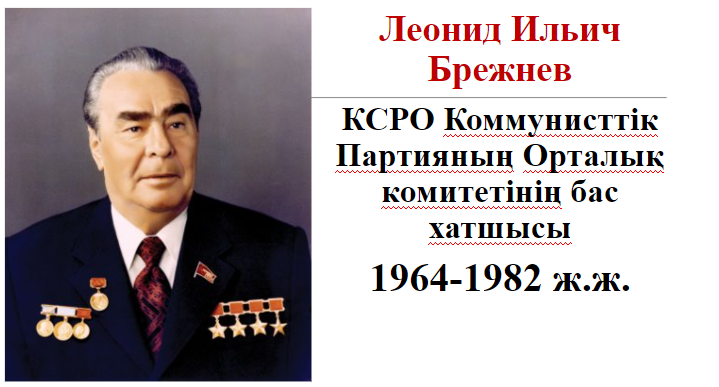 Леонид Ильич
Брежнев
КСРО Коммунисттік
Партияның Орталық
комитетінің бас
хатшысы
1964-1982 ж.ж.